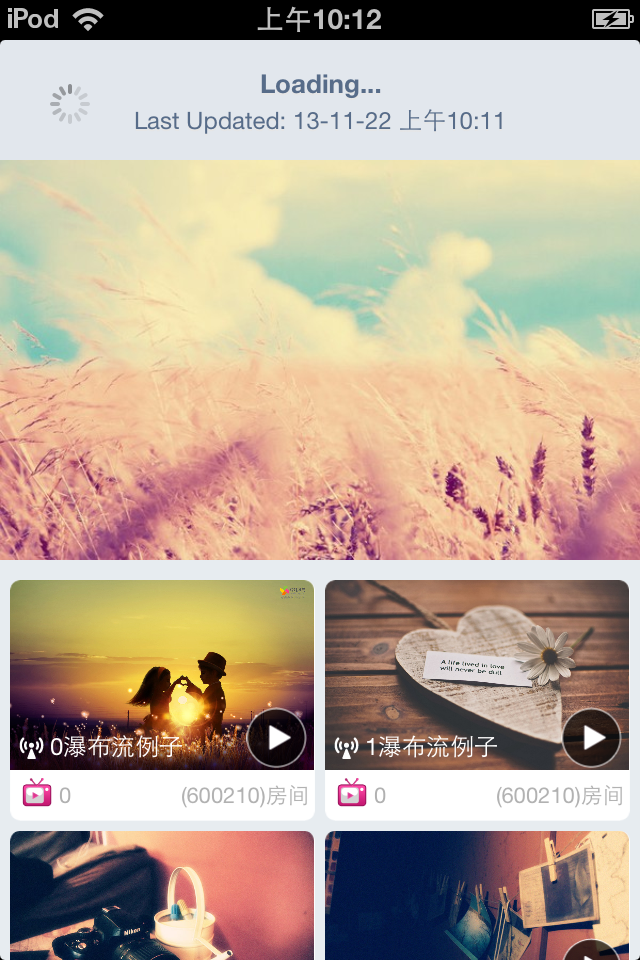 iPod 上午10:12
Loading...
Last Updated: 13-11-22 上午10:11
A life lived in love
will never be dull
0瀑布流例子
1瀑布流例子
0 (600210)房间
0 (600210)房间
Nikon